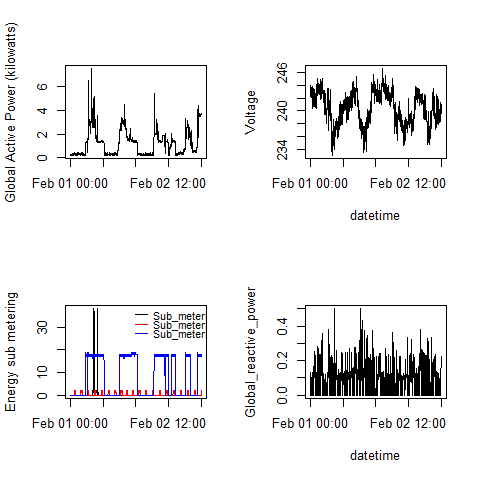 Global Active Power (kilowatts)
0 2 4 6
Feb 01 00:00 Feb 02 12:00
Voltage
234 240 246
Feb 01 00:00 Feb 02 12:00
datetime
Energy sub metering
0 10 30
Sub_meter
Sub_meter
Sub_meter
Feb 01 00:00 Feb 02 12:00
Global_reactive_power
0.0 0.2 0.4
Feb 01 00:00 Feb 02 12:00
datetime